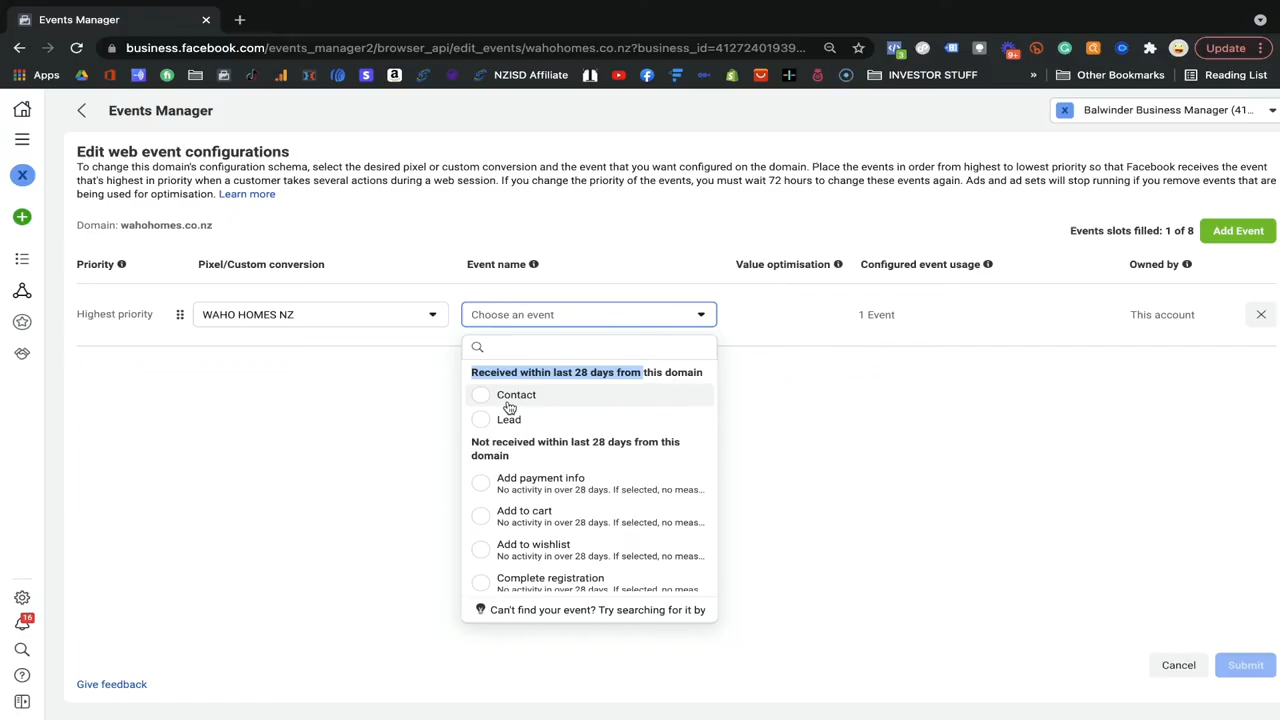 Events Manager
business.facebook.com/events_manager2/browser_api/edit_events/wahohomes.co.nz?business_id=41272401939...
3
9+
Update
Apps
NZISD Affiliate
INVESTOR STUFF
»
Other Bookmarks
Reading List
Events Manager
X
Balwinder Business Manager (41...
Edit web event configurations
To change this domain's configuration schema, select the desired pixel or custom conversion and the event that you want configured on the domain. Place the events in order from highest to lowest priority so that Facebook receives the event
that's highest in priority when a customer takes several actions during a web session. If you change the priority of the events, you must wait 72 hours to change these events again. Ads and ad sets will stop running if you remove events that are
being used for optimisation. Learn more
X
Domain: wahohomes.co.nz
Events slots filled: 1 of 8
Add Event
Priority
Pixel/Custom conversion
Event name
Value optimisation
Configured event usage
Owned by
Highest priority
WAHO HOMES NZ
Choose an event
1 Event
This account
Received within last 28 days from this domain
Contact
Lead
Not received within last 28 days from this
domain
Add payment info
No activity in over 28 days. If selected, no meas...
Add to cart
No activity in over 28 days. If selected, no meas...
Add to wishlist
No activity in over 28 days. If selected, no meas...
Complete registration
No activity in over 28 days. If selected, no meas...
Can't find your event? Try searching for it by
16
Cancel
Submit
Give feedback